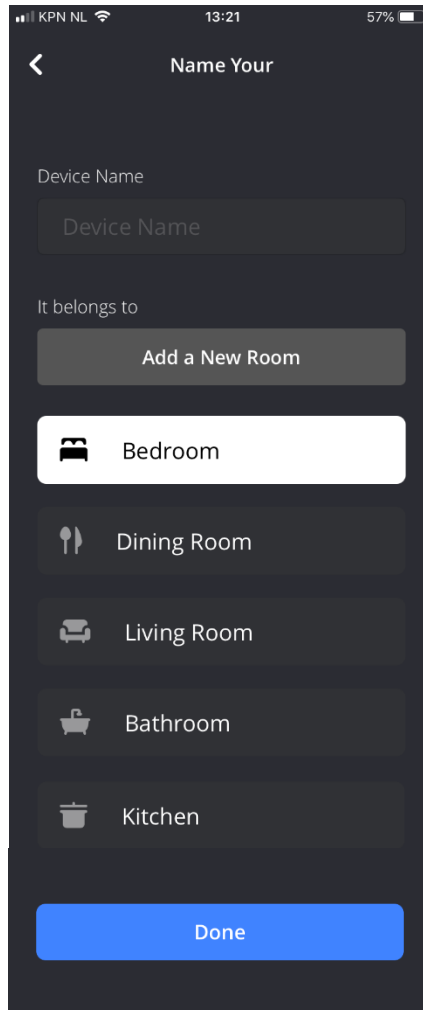 KPN NL 13:21 57%
Name Your
Device Name
Device Name
It belongs to
Add a New Room
Bedroom
Dining Room
Living Room
Bathroom
Kitchen
Done